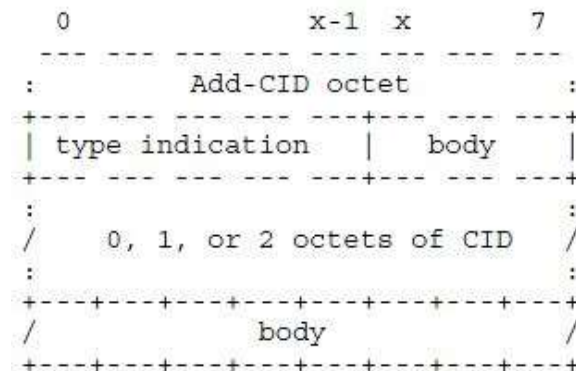 0 x-1 x 7
--- --- --- --- --- --- --- ---
: Add-CID octet :
+--- --- --- --- ---+--- --- ---+
| type indication | body |
+--- --- --- --- ---+--- --- ---+
: :
/ 0, 1, or 2 octets of CID /
: :
+---+---+---+---+---+---+---+---+
/ body /
+---+---+---+---+---+---+---+---+